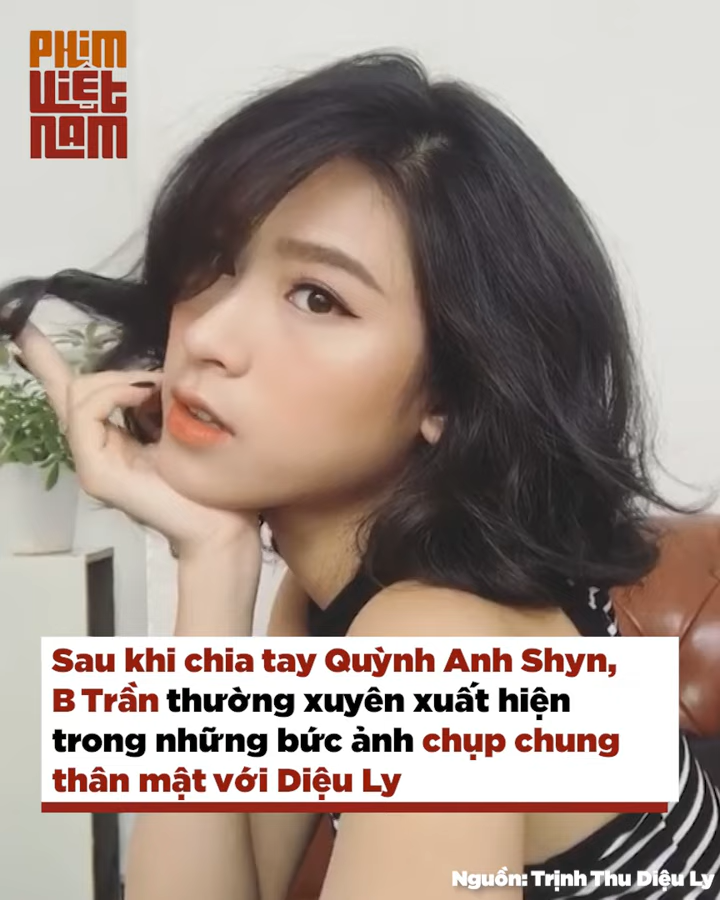 PHIM
VIỆT
NAM
Sau khi chia tay Quỳnh Anh Shyn,
B Trần thường xuyên xuất hiện
trong những bức ảnh chụp chung
thân mật với Diệu Ly
Nguồn: Trịnh Thu Diệu Ly